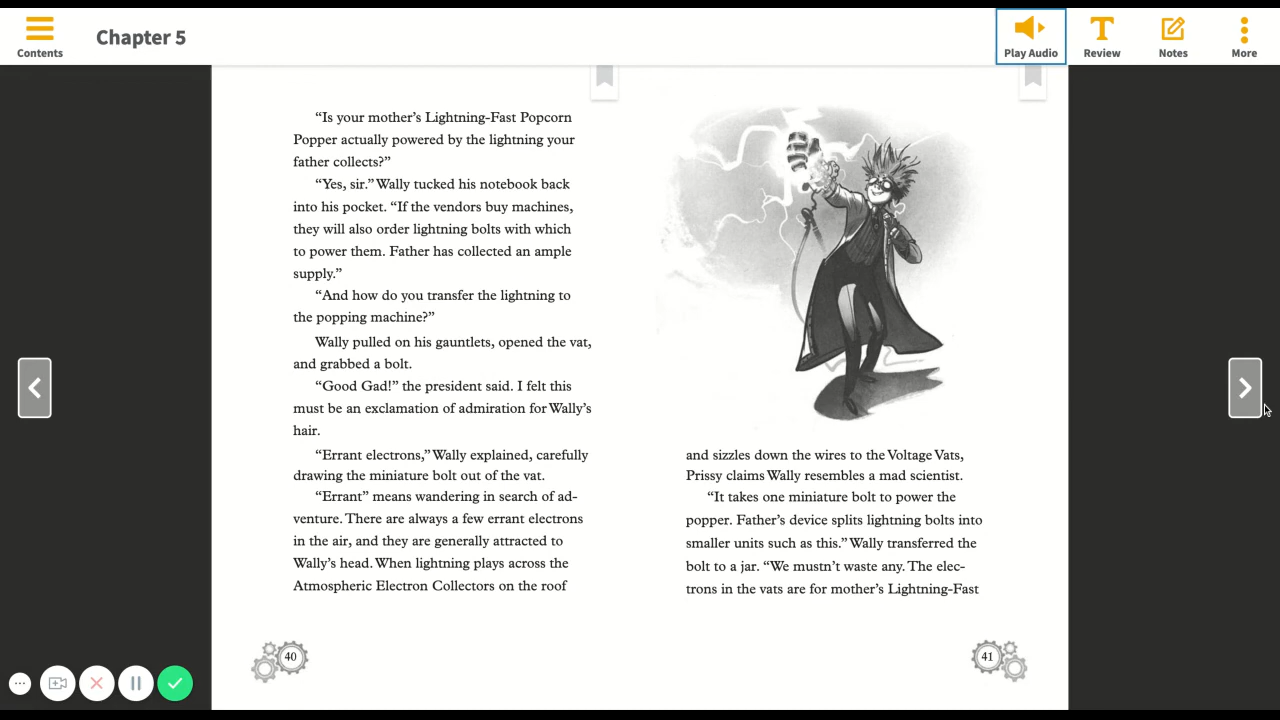 Contents
Chapter 5
Play Audio
Review
Notes
More
“Is your mother’s Lightning-Fast Popcorn
Popper actually powered by the lightning your
father collects?”
“Yes, sir.” Wally tucked his notebook back
into his pocket. “If the vendors buy machines,
they will also order lightning bolts with which
to power them. Father has collected an ample
supply.”
“And how do you transfer the lightning to
the popping machine?”
Wally pulled on his gauntlets, opened the vat,
and grabbed a bolt.
“Good Gad!” the president said. I felt this
must be an exclamation of admiration for Wally’s
hair.
“Errant electrons,” Wally explained, carefully
drawing the miniature bolt out of the vat.
“Errant” means wandering in search of ad-
venture. There are always a few errant electrons
in the air, and they are generally attracted to
Wally’s head. When lightning plays across the
Atmospheric Electron Collectors on the roof
40
and sizzles down the wires to the Voltage Vats,
Prissy claims Wally resembles a mad scientist.
“It takes one miniature bolt to power the
popper. Father’s device splits lightning bolts into
smaller units such as this.” Wally transferred the
bolt to a jar. “We mustn’t waste any. The elec-
trons in the vats are for mother’s Lightning-Fast
41